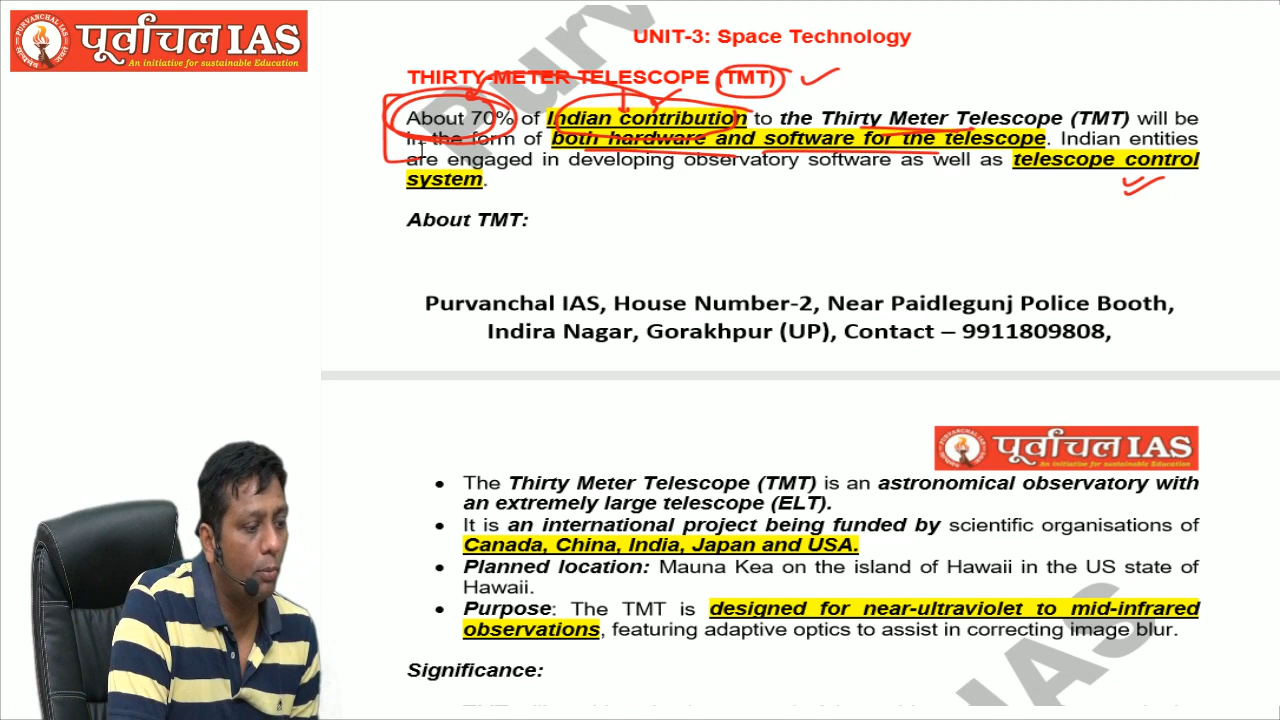 पूर्वांचल IAS
An initiative for sustainable Education
UNIT-3: Space Technology
THIRTY METER TELESCOPE (TMT)
About 70% of Indian contribution to the Thirty Meter Telescope (TMT) will be
in the form of both hardware and software for the telescope. Indian entities
are engaged in developing observatory software as well as telescope control
system.
About TMT:
Purvanchal IAS, House Number-2, Near Paidlegunj Police Booth,
Indira Nagar, Gorakhpur (UP), Contact – 9911809808,
पूर्वांचल IAS
An initiative for sustainable Education
• The Thirty Meter Telescope (TMT) is an astronomical observatory with
an extremely large telescope (ELT).
• It is an international project being funded by scientific organisations of
Canada, China, India, Japan and USA.
• Planned location: Mauna Kea on the island of Hawaii in the US state of
Hawaii.
• Purpose: The TMT is designed for near-ultraviolet to mid-infrared
observations, featuring adaptive optics to assist in correcting image blur.
Significance: